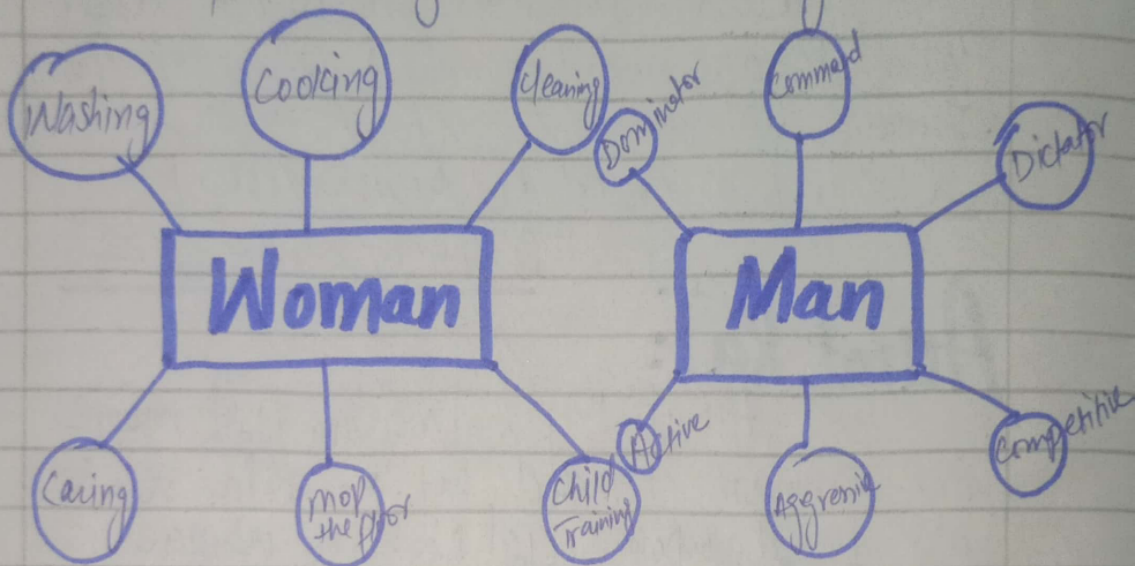 Washing
Cooking
Cleaning
Dominator
Command
Dictator
Woman
Man
Caring
mop
the floor
Child
Training
Active
Aggressive
Competitive